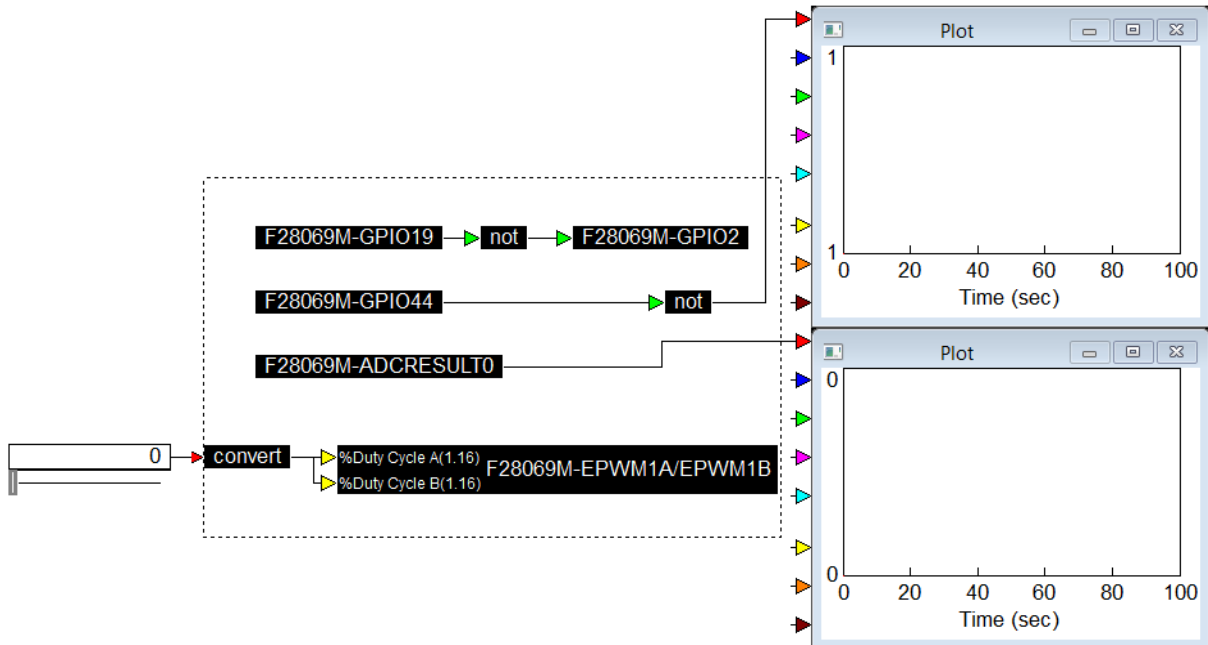 Plot
1
1
0 20 40 60 80 100
Time (sec)
F28069M-GPIO19 not F28069M-GPIO2
F28069M-GPIO44 not
F28069M-ADCRESULT0
Plot
0
0
0 20 40 60 80 100
Time (sec)
0 convert
%Duty Cycle A(1.16)
%Duty Cycle B(1.16)
F28069M-EPWM1A/EPWM1B